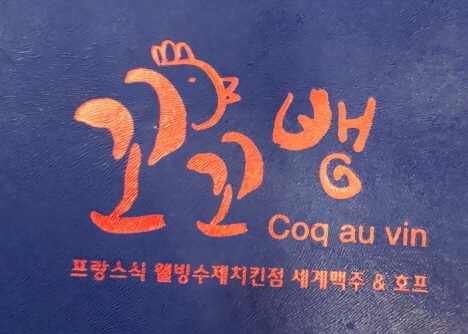 꼬꼬뱅
Coq au vin
프랑스식 웰빙수제치킨점 세계맥주 & 호프